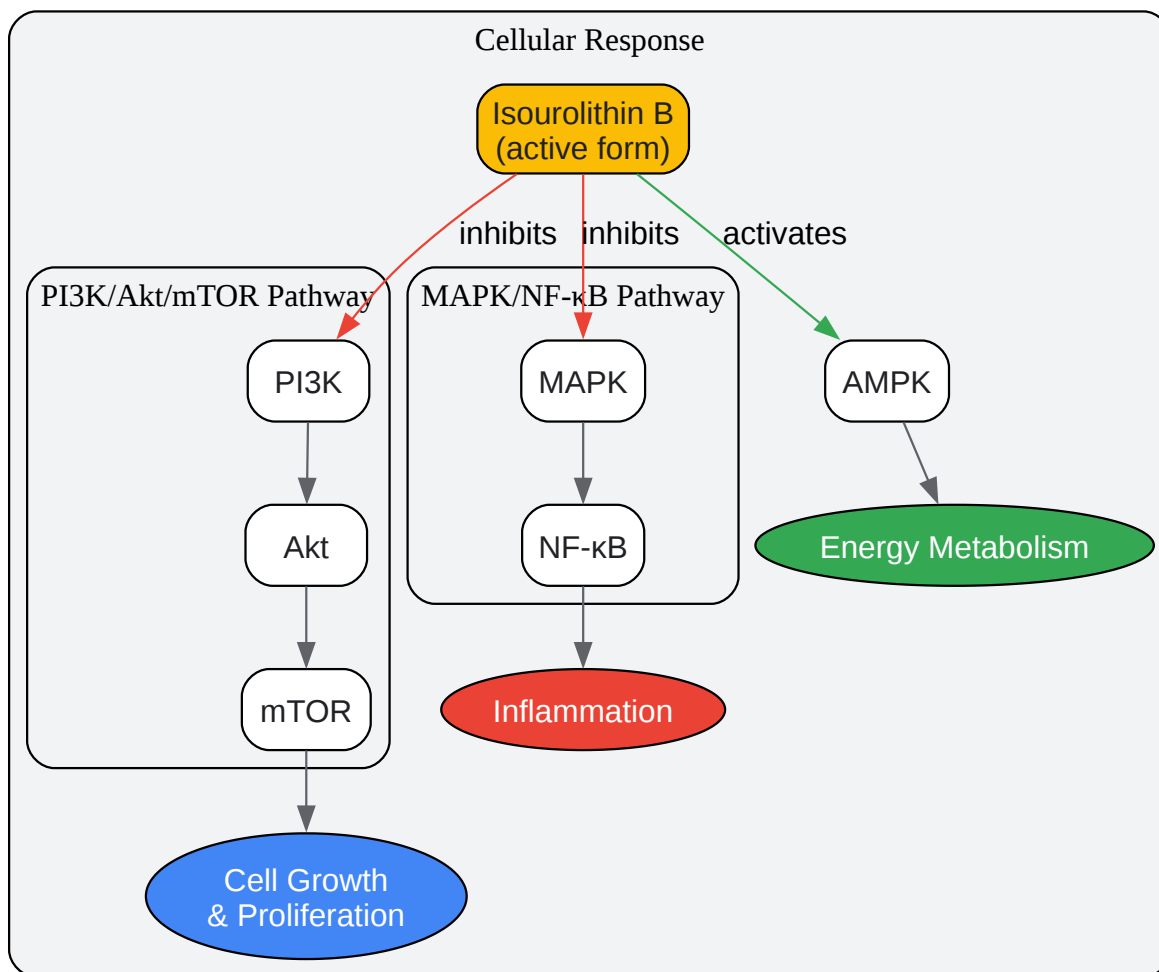 Cellular Response
Isourolithin B
(active form)
inhibits
inhibits
activates
PI3K/Akt/mTOR Pathway
MAPK/NF-κB Pathway
PI3K
MAPK
AMPK
Akt
NF-κB
Energy Metabolism
mTOR
Inflammation
Cell Growth
& Proliferation